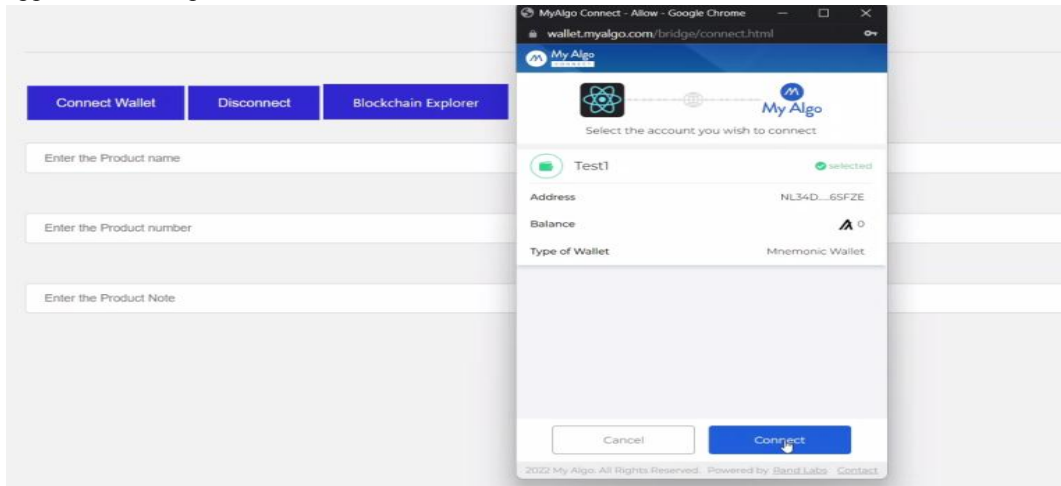 MyAlgo Connect - Allow - Google Chrome
wallet.myalgo.com/bridge/connect.html
My Algo
CONNECT
Connect Wallet
Disconnect
Blockchain Explorer
My Algo
Select the account you wish to connect
Enter the Product name
Test1
selected
Address
NL34D....6SFZE
Enter the Product number
Balance
0
Type of Wallet
Mnemonic Wallet
Enter the Product Note
Cancel
Connect
2022 My Algo. All Rights Reserved. Powered by Rand Labs Contact